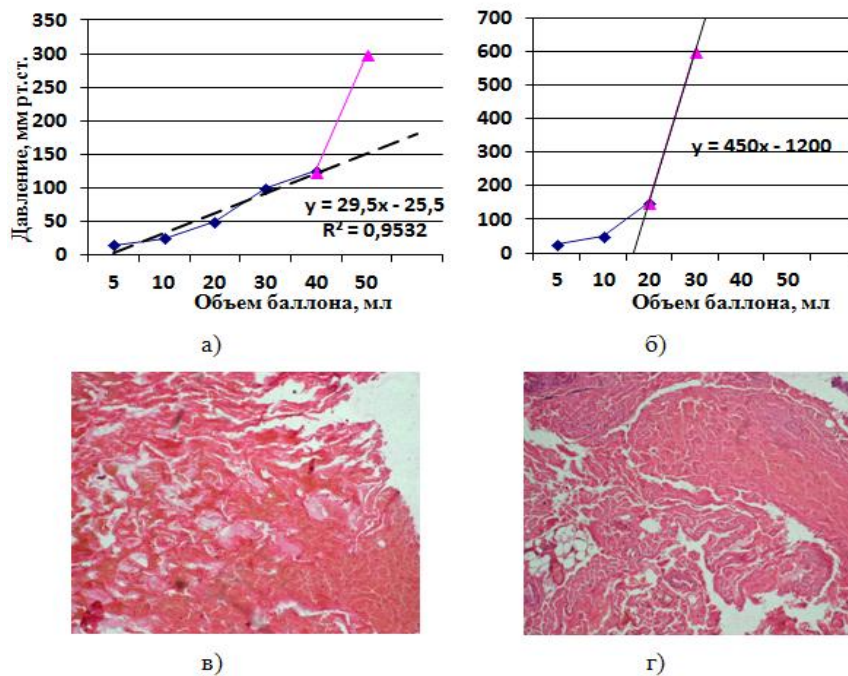 350
300
250
200
150
100
50
0
Давление, мм рт.ст.
y = 29,5x - 25,5
R² = 0,9532
5 10 20 30 40 50
Объем баллона, мл
а)
700
600
500
400
300
200
100
0
y = 450x - 1200
5 10 20 30 40 50
Объем баллона, мл
б)
в)
г)